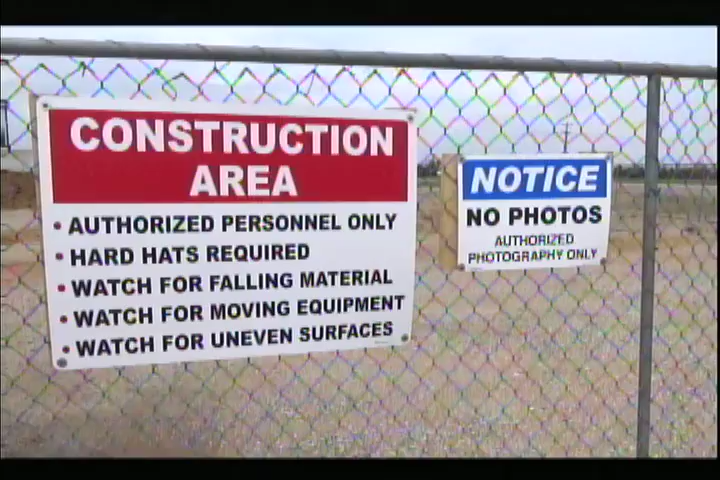 CONSTRUCTION
AREA
• AUTHORIZED PERSONNEL ONLY
• HARD HATS REQUIRED
• WATCH FOR FALLING MATERIAL
• WATCH FOR MOVING EQUIPMENT
• WATCH FOR UNEVEN SURFACES
NOTICE
NO PHOTOS
AUTHORIZED
PHOTOGRAPHY ONLY